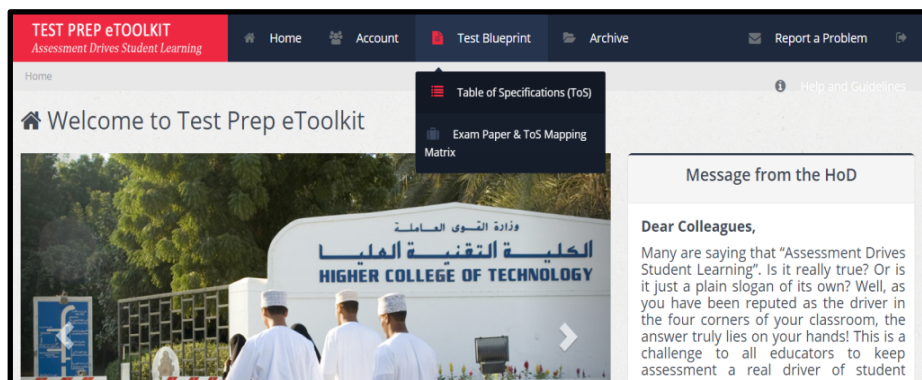 TEST PREP eTOOLKIT
Assessment Drives Student Learning
Home
Account
Test Blueprint
Archive
Report a Problem
Home
Table of Specifications (ToS)
Exam Paper & ToS Mapping
Matrix
Help and Guidelines
Welcome to Test Prep eToolkit
وزارة القوى العاملة
الكلية التقنية العليا
HIGHER COLLEGE OF TECHNOLOGY
Message from the HoD
Dear Colleagues,
Many are saying that “Assessment Drives
Student Learning”. Is it really true? Or is
it just a plain slogan of its own? Well, as
you have been reputed as the driver in
the four corners of your classroom, the
answer truly lies on your hands! This is a
challenge to all educators to keep
assessment a real driver of student